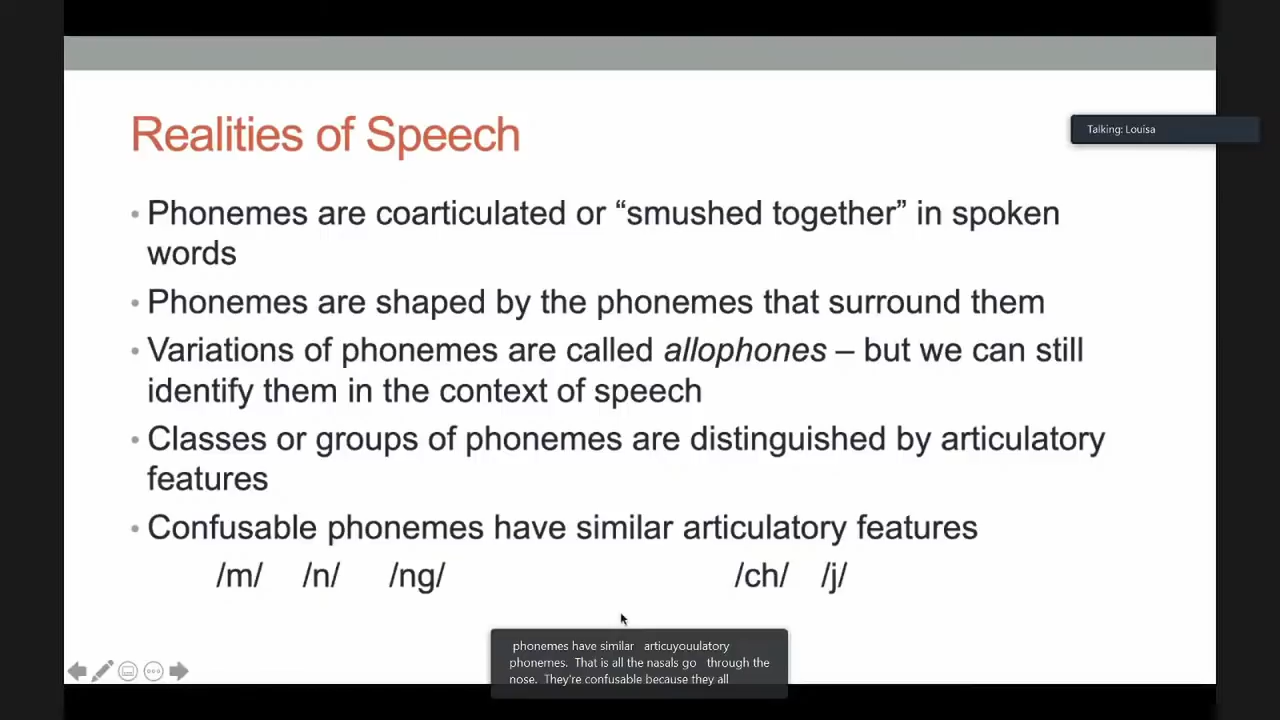 Realities of Speech
Talking: Louisa
• Phonemes are coarticulated or “smushed together” in spoken
words
• Phonemes are shaped by the phonemes that surround them
• Variations of phonemes are called allophones – but we can still
identify them in the context of speech
• Classes or groups of phonemes are distinguished by articulatory
features
• Confusable phonemes have similar articulatory features
/m/ /n/ /ng/ /ch/ /j/
phonemes have similar articuyouulatory
phonemes. That is all the nasals go through the
nose. They're confusable because they all